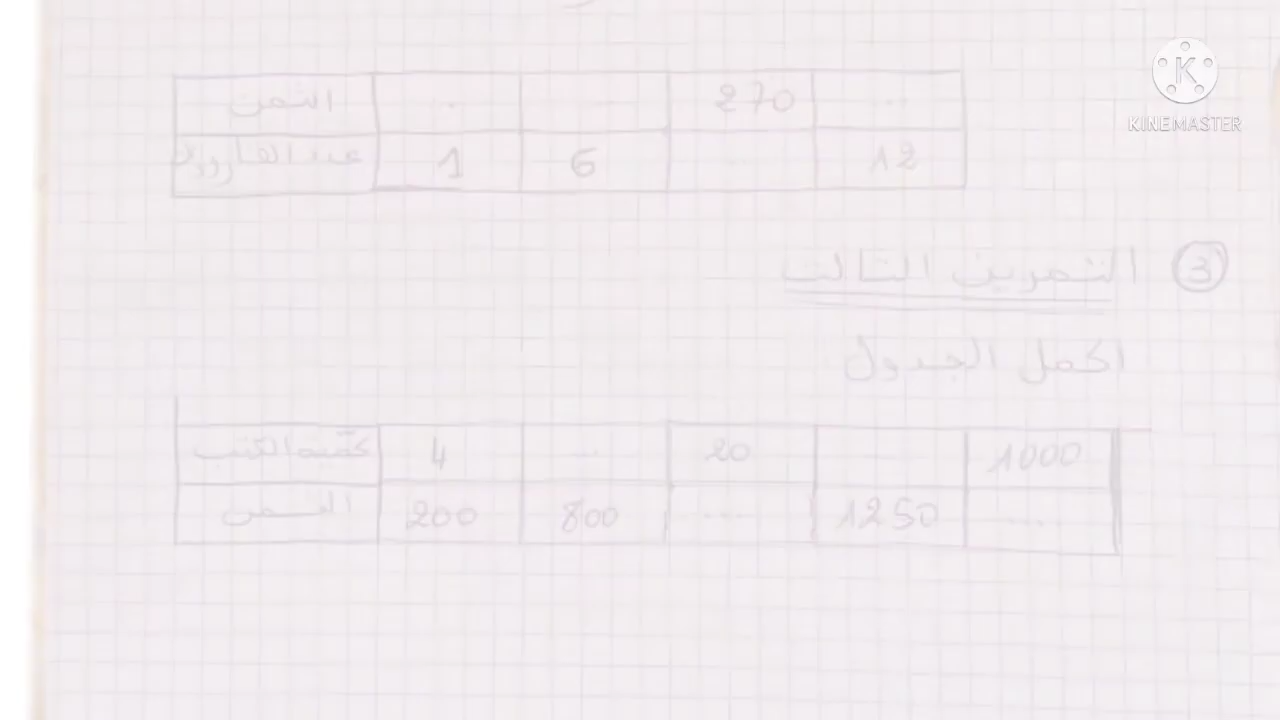 KINEMASTER
الثمن .. ... 270 ...
عدد القارورات 1 6 12
③ التمرين الثالث
اكمل الجدول
كمية الكتب 4 ... 20 ... 1000
الثمن 200 800 .... 1250 ....